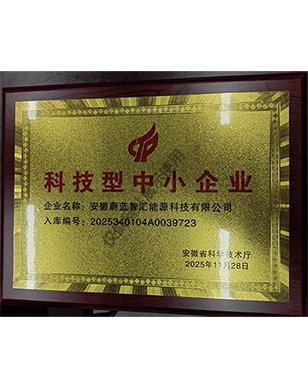 科技型中小企业
企业名称：安徽蔚蓝智汇能源科技有限公司
入库编号：2025340104A0039723
安徽省科学技术厅
2025年11月28日